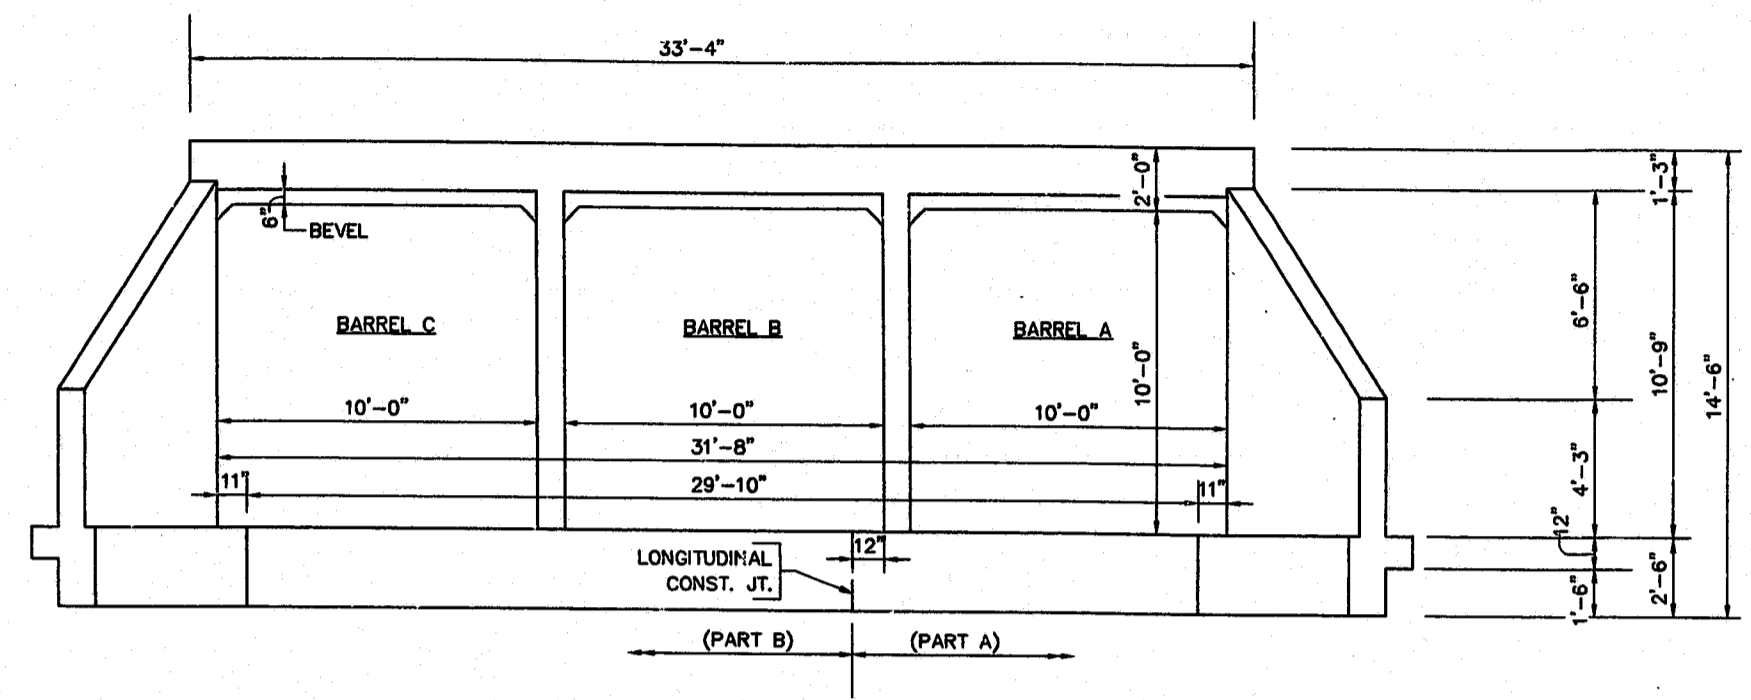 33'-4"
2'-0"
1'-3"
6"
BEVEL
BARREL C
BARREL B
BARREL A
6'-6"
10'-9"
14'-6"
10'-0"
10'-0"
10'-0"
10'-0"
31'-8"
4'-3"
11"
29'-10"
11"
12"
12"
LONGITUDINAL
CONST. JT.
1'-6"
2'-6"
(PART B)
(PART A)